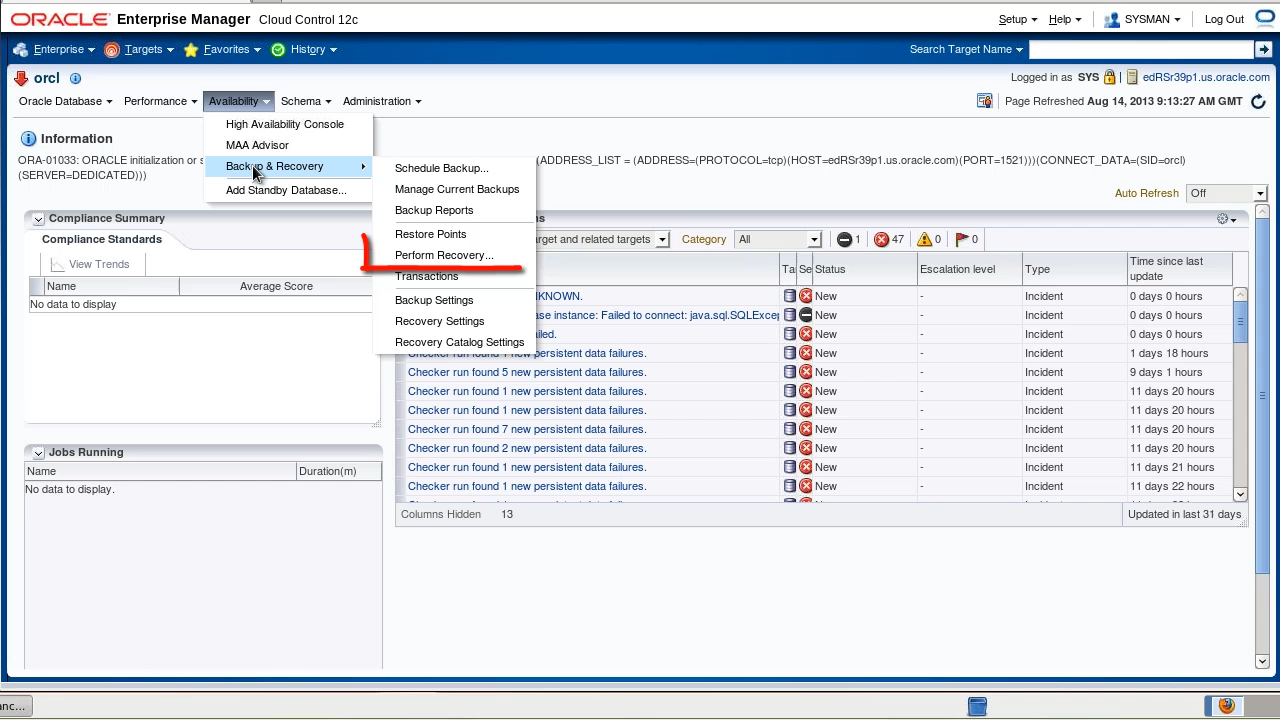 ORACLE Enterprise Manager Cloud Control 12c
Setup Help SYSMAN Log Out
Enterprise Targets Favorites History Search Target Name
orcl Logged in as SYS edRSr39p1.us.oracle.com
Oracle Database Performance Availability Schema Administration Page Refreshed Aug 14, 2013 9:13:27 AM GMT
High Availability Console
MAA Advisor
Backup & Recovery
Add Standby Database...
Schedule Backup...
Manage Current Backups
Backup Reports
Restore Points
Perform Recovery...
Transactions
Backup Settings
Recovery Settings
Recovery Catalog Settings
Information
ORA-01033: ORACLE initialization or s (ADDRESS_LIST = (ADDRESS=(PROTOCOL=tcp)(HOST=edRSr39p1.us.oracle.com)(PORT=1521)))(CONNECT_DATA=(SID=orcl)
(SERVER=DEDICATED)))
Auto Refresh Off
Compliance Summary
Compliance Standards
View Trends
Name Average Score
No data to display
Jobs Running
Name Duration(m)
No data to display.
arget and related targets Category All 1 47 0 0
Ta Se Status Escalation level Type Time since last
update
KNOWN. New - Incident 0 days 0 hours
ase instance: Failed to connect: java.sql.SQLExcep New - Incident 0 days 0 hours
ailed. New - Incident 0 days 0 hours
Checker run found 1 new persistent data failures. New - Incident 1 days 18 hours
Checker run found 5 new persistent data failures. New - Incident 9 days 1 hours
Checker run found 1 new persistent data failures. New - Incident 11 days 20 hours
Checker run found 1 new persistent data failures. New - Incident 11 days 20 hours
Checker run found 7 new persistent data failures. New - Incident 11 days 20 hours
Checker run found 2 new persistent data failures. New - Incident 11 days 20 hours
Checker run found 1 new persistent data failures. New - Incident 11 days 21 hours
Checker run found 1 new persistent data failures. New - Incident 11 days 22 hours
Columns Hidden 13 Updated in last 31 days
anc...